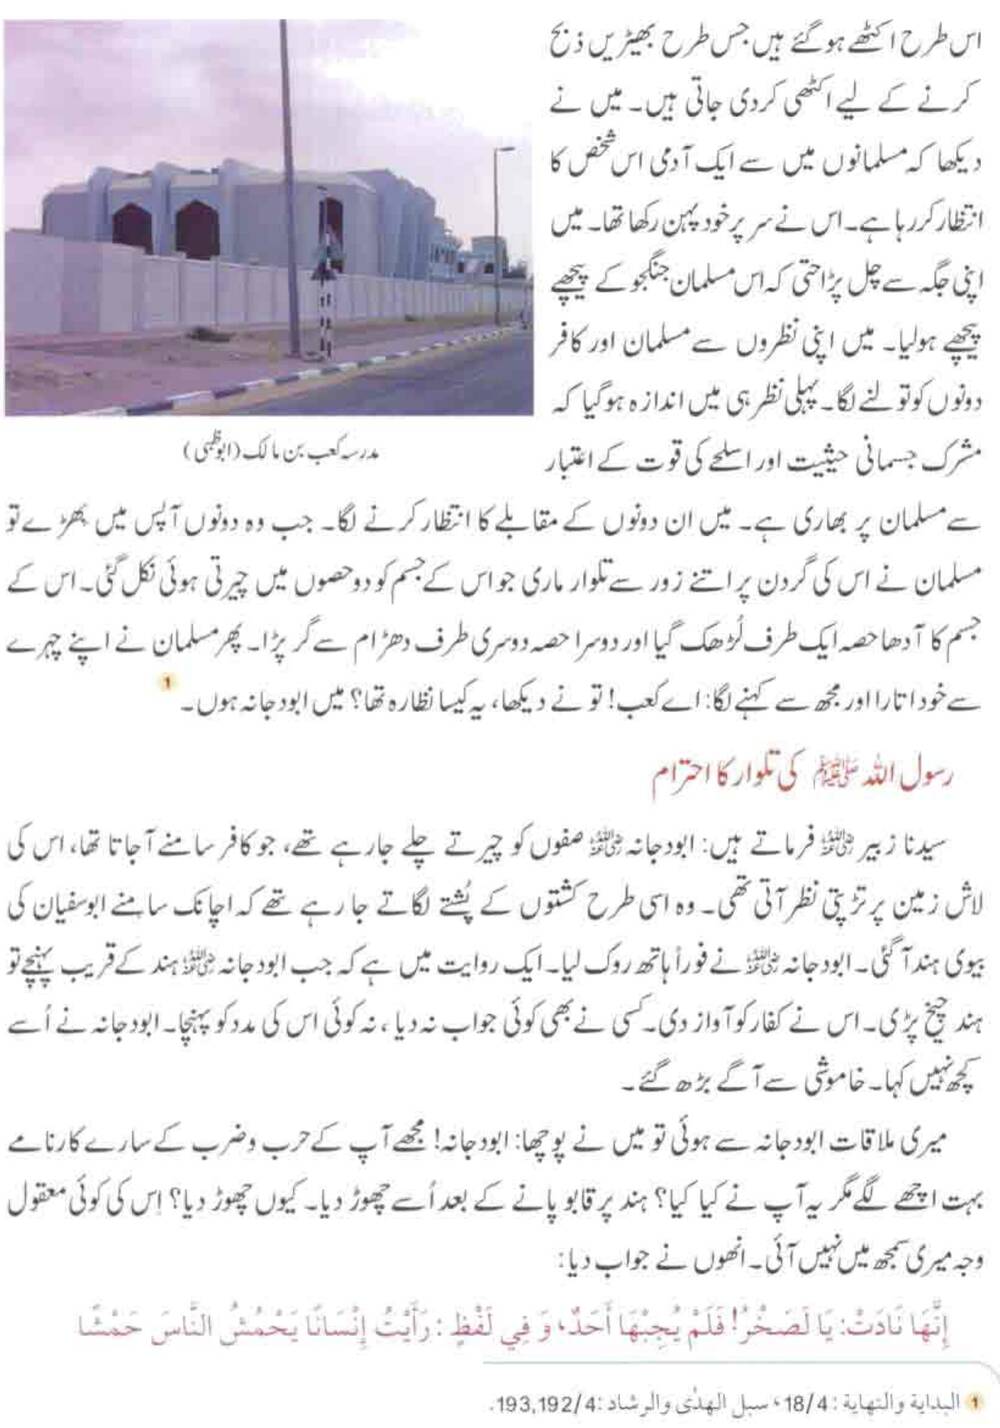 اس طرح اکٹھے ہوگئے ہیں جس طرح بھیڑیں ذبح
کرنے کے لیے اکٹھی کردی جاتی ہیں۔ میں نے
دیکھا کہ مسلمانوں میں سے ایک آدمی اس شخص کا
انتظار کررہا ہے۔ اس نے سر پر خود پہن رکھا تھا۔ میں
اپنی جگہ سے چل پڑا حتی کہ اس مسلمان جنگجو کے پیچھے
پیچھے ہولیا۔ میں اپنی نظروں سے مسلمان اور کافر
دونوں کو تولنے لگا۔ پہلی نظر ہی میں اندازہ ہوگیا کہ
مشرک جسمانی حیثیت اور اسلحے کی قوت کے اعتبار
مدرسہ کعب بن مالک (ابوظبی)
سے مسلمان پر بھاری ہے۔ میں ان دونوں کے مقابلے کا انتظار کرنے لگا۔ جب وہ دونوں آپس میں بھڑے تو
مسلمان نے اس کی گردن پر اتنے زور سے تلوار ماری جو اس کے جسم کو دو حصوں میں چیرتی ہوئی نکل گئی۔ اس کے
جسم کا آدھا حصہ ایک طرف لُڑھک گیا اور دوسرا حصہ دوسری طرف دھڑام سے گر پڑا۔ پھر مسلمان نے اپنے چہرے
سے خود اتارا اور مجھ سے کہنے لگا: اے کعب! تو نے دیکھا، یہ کیسا نظارہ تھا؟ میں ابودجانہ ہوں۔ 1
رسول اللہ ﷺ کی تلوار کا احترام
سیدنا زبیر رضی اللہ عنہ فرماتے ہیں: ابودجانہ رضی اللہ عنہ صفوں کو چیرتے چلے جارہے تھے، جو کافر سامنے آجاتا تھا، اس کی
لاش زمین پر تڑپتی نظر آتی تھی۔ وہ اسی طرح کشتوں کے پُشتے لگاتے جا رہے تھے کہ اچانک سامنے ابوسفیان کی
بیوی ہند آگئی۔ ابودجانہ رضی اللہ عنہ نے فوراً ہاتھ روک لیا۔ ایک روایت میں ہے کہ جب ابودجانہ رضی اللہ عنہ ہند کے قریب پہنچے تو
ہند چیخ پڑی۔ اس نے کفار کو آواز دی۔ کسی نے بھی کوئی جواب نہ دیا، نہ کوئی اس کی مدد کو پہنچا۔ ابودجانہ نے اُسے
کچھ نہیں کہا۔ خاموشی سے آگے بڑھ گئے۔
میری ملاقات ابودجانہ سے ہوئی تو میں نے پوچھا: ابودجانہ! مجھے آپ کے حرب وضرب کے سارے کارنامے
بہت اچھے لگے مگر یہ آپ نے کیا کیا؟ ہند پر قابو پانے کے بعد اُسے چھوڑ دیا۔ کیوں چھوڑ دیا؟ اِس کی کوئی معقول
وجہ میری سمجھ میں نہیں آئی۔ انھوں نے جواب دیا:
إِنَّهَا نَادَتْ: يَا لَصَخْرُ! فَلَمْ يُجِبْهَا أَحَدٌ، وَ فِي لَفْظٍ: رَأَيْتُ إِنْسَانًا يَحْمُشُ النَّاسَ حَمْشًا
1 البداية والنهاية: 18/4، سبل الهدٰى والرشاد: 193,192/4.